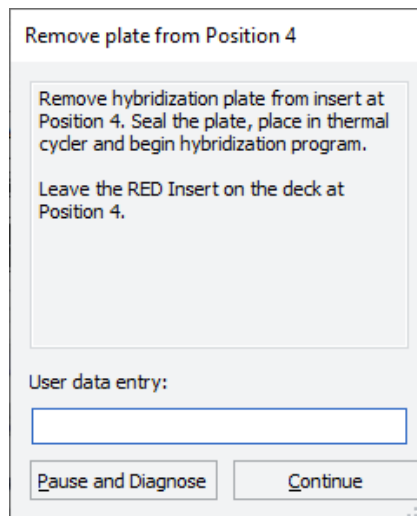 Remove plate from Position 4
Remove hybridization plate from insert at
Position 4. Seal the plate, place in thermal
cycler and begin hybridization program.
Leave the RED Insert on the deck at
Position 4.
User data entry:
Pause and Diagnose
Continue